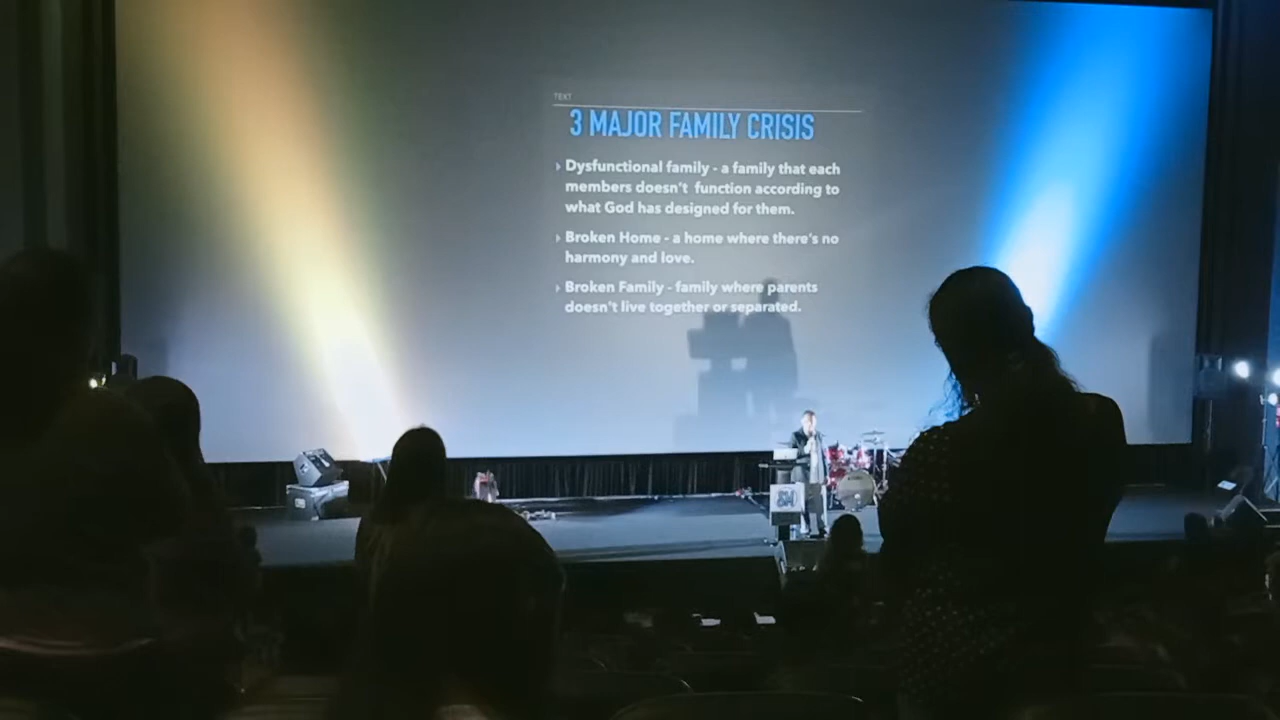 TEXT
3 MAJOR FAMILY CRISIS
Dysfunctional family - a family that each
members doesn't function according to
what God has designed for them.
Broken Home - a home where there's no
harmony and love.
Broken Family - family where parents
doesn't live together or separated.